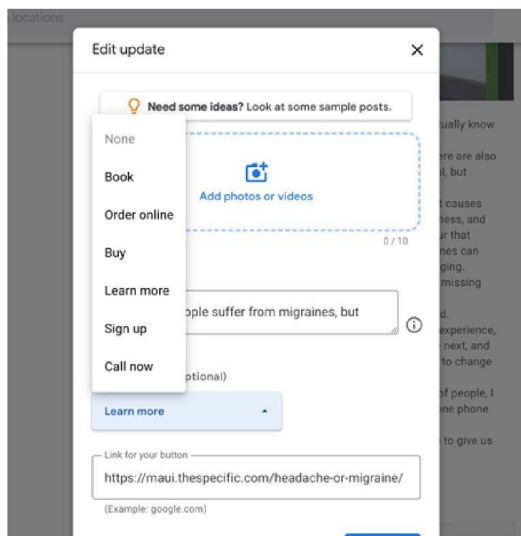 locations
Edit update
Need some ideas? Look at some sample posts.
None
Book
Order online
Buy
Learn more
Sign up
Call now
Add photos or videos
0 / 10
ople suffer from migraines, but
ptional)
Learn more
Link for your button
https://maui.thespecific.com/headache-or-migraine/
(Example: google.com)
tually know
ere are also
al, but
t causes
ness, and
ur that
nes can
ging.
missing
d.
experience,
next, and
to change
of people, I
one phone
to give us